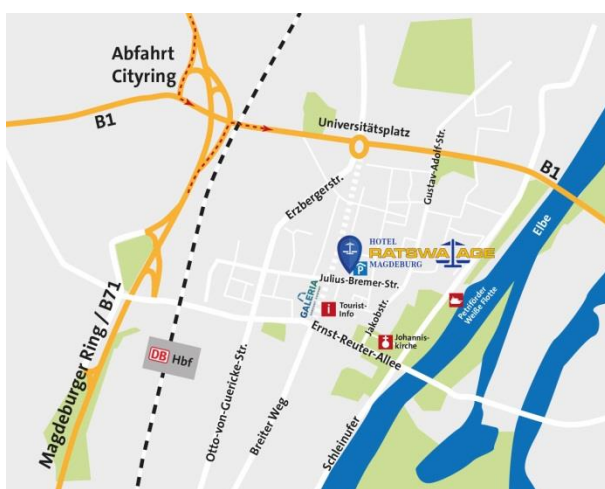 Abfahrt
Cityring
B1
Universitätsplatz
Gustav-Adolf-Str.
B1
Erzbergerstr.
Elbe
HOTEL
RATSWAAGE
MAGDEBURG
P
Julius-Bremer-Str.
GALERIA
i
Tourist-
Info
Petriförder
Weiße Flotte
Jakobstr.
Johannis-
kirche
Ernst-Reuter-Allee
Magdeburger Ring / B71
DB Hbf
Otto-von-Guericke-Str.
Breiter Weg
Schleinufer